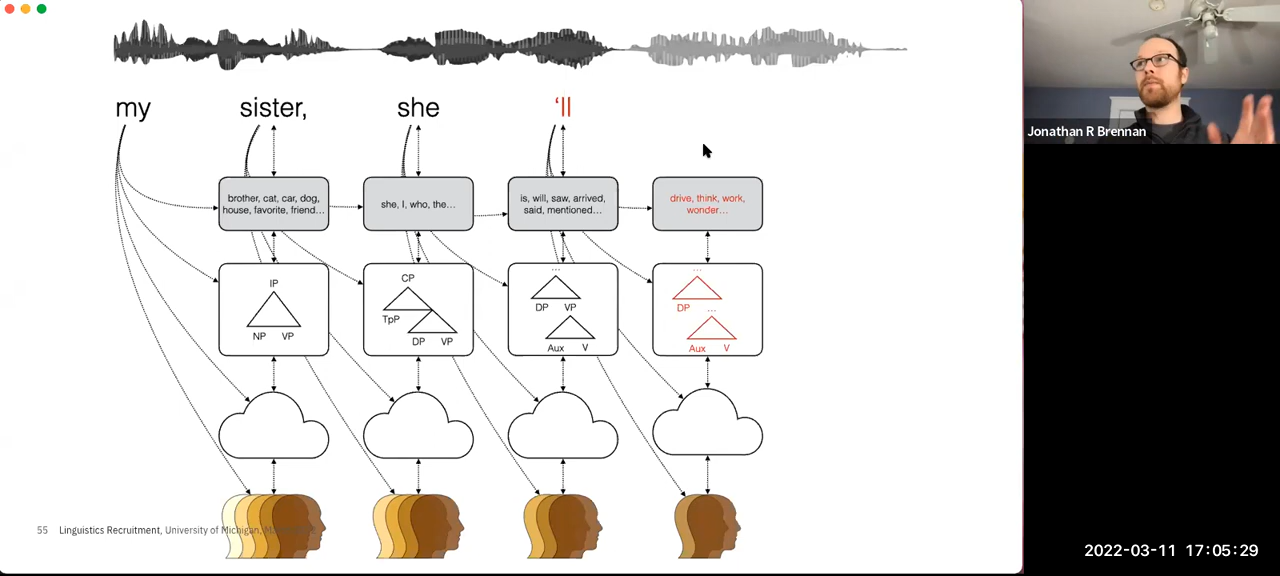 my sister, she ‘ll
brother, cat, car, dog,
house, favorite, friend…
she, I, who, the…
is, will, saw, arrived,
said, mentioned…
drive, think, work,
wonder…
IP
NP VP
CP
TpP
DP VP
…
DP VP
Aux V
…
DP
…
Aux V
55 Linguistics Recruitment, University of Michigan,
Jonathan R Brennan
2022-03-11 17:05:29